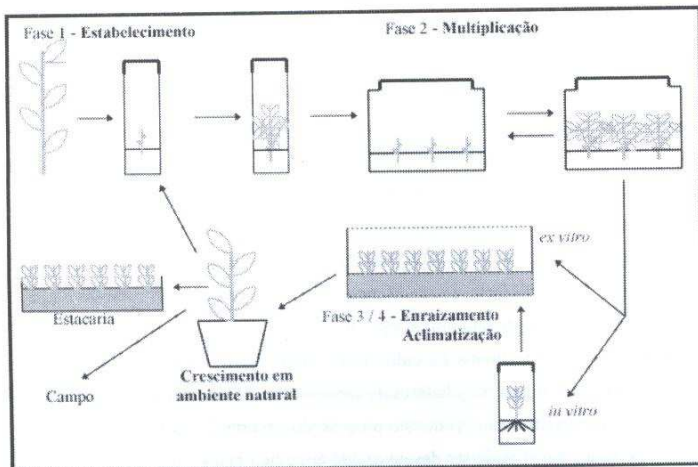 Fase 1 - Estabelecimento
Fase 2 - Multiplicação
ex vitro
Estacaria
Fase 3 / 4 - Enraizamento
Aclimatização
Campo
Crescimento em
ambiente natural
in vitro